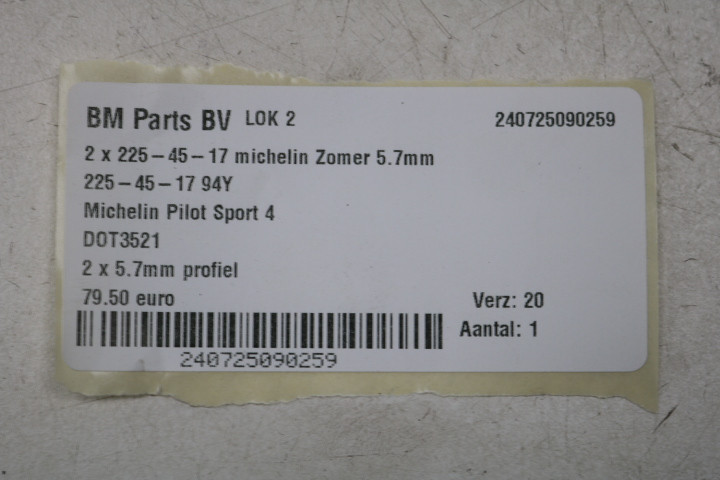 BM Parts BV LOK 2 240725090259
2 x 225-45-17 michelin Zomer 5.7mm
225-45-17 94Y
Michelin Pilot Sport 4
DOT3521
2 x 5.7mm profiel
79.50 euro Verz: 20
Aantal: 1
240725090259